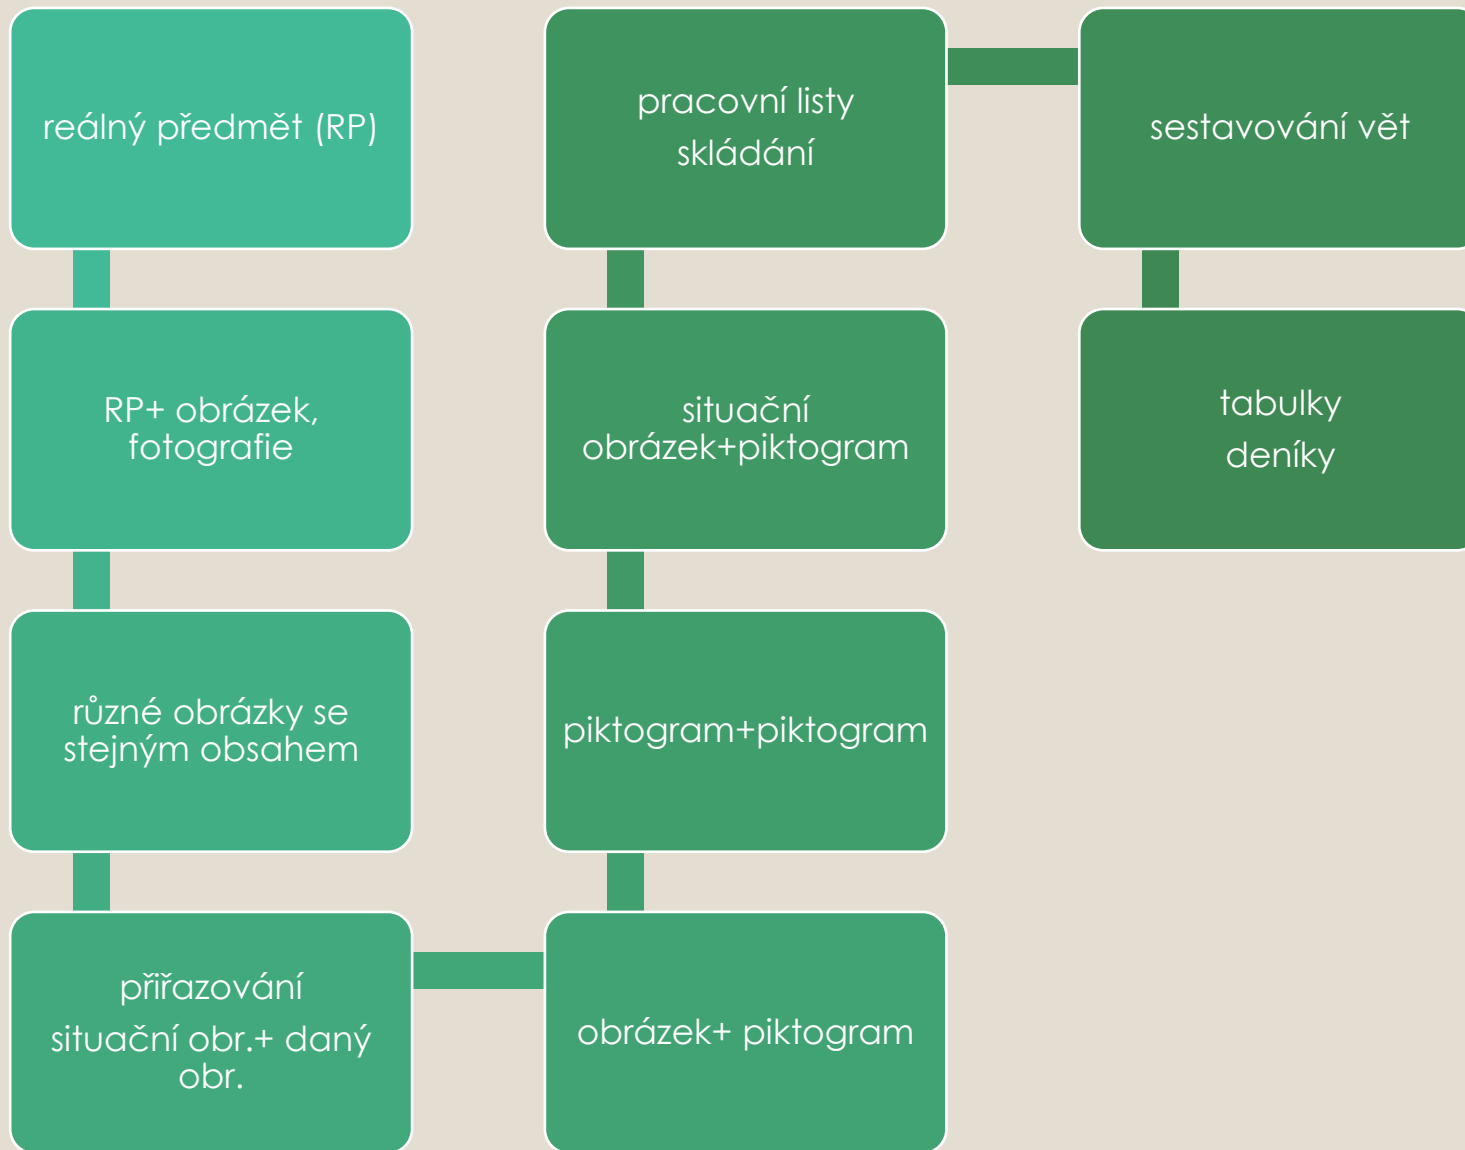 reálný předmět (RP)
RP+ obrázek,
fotografie
různé obrázky se
stejným obsahem
přiřazování
situační obr.+ daný
obr.
obrázek+ piktogram
piktogram+piktogram
situační
obrázek+piktogram
pracovní listy
skládání
sestavování vět
tabulky
deníky